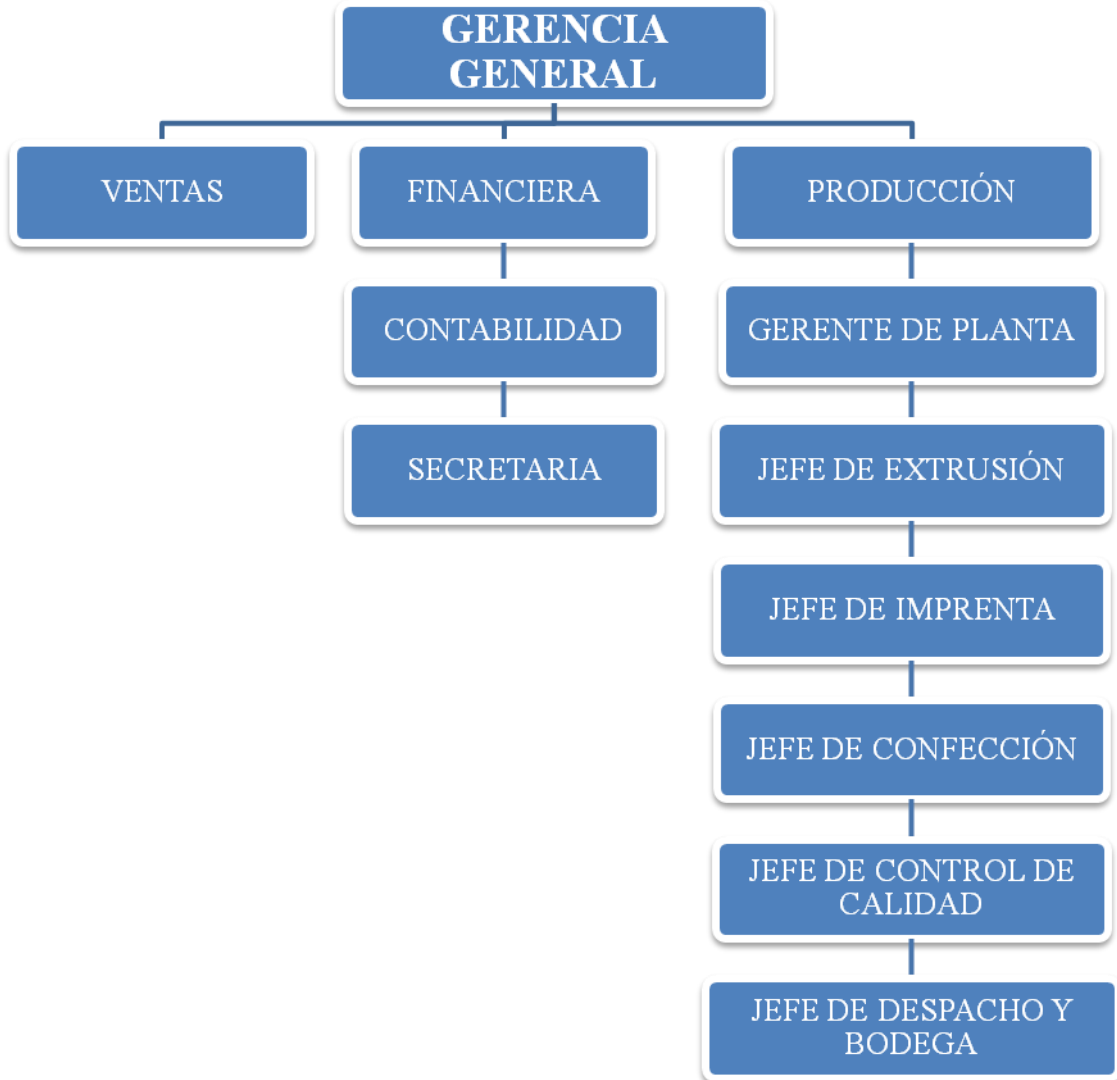 GERENCIA
GENERAL
VENTAS
FINANCIERA
PRODUCCIÓN
CONTABILIDAD
GERENTE DE PLANTA
SECRETARIA
JEFE DE EXTRUSIÓN
JEFE DE IMPRENTA
JEFE DE CONFECCIÓN
JEFE DE CONTROL DE
CALIDAD
JEFE DE DESPACHO Y
BODEGA